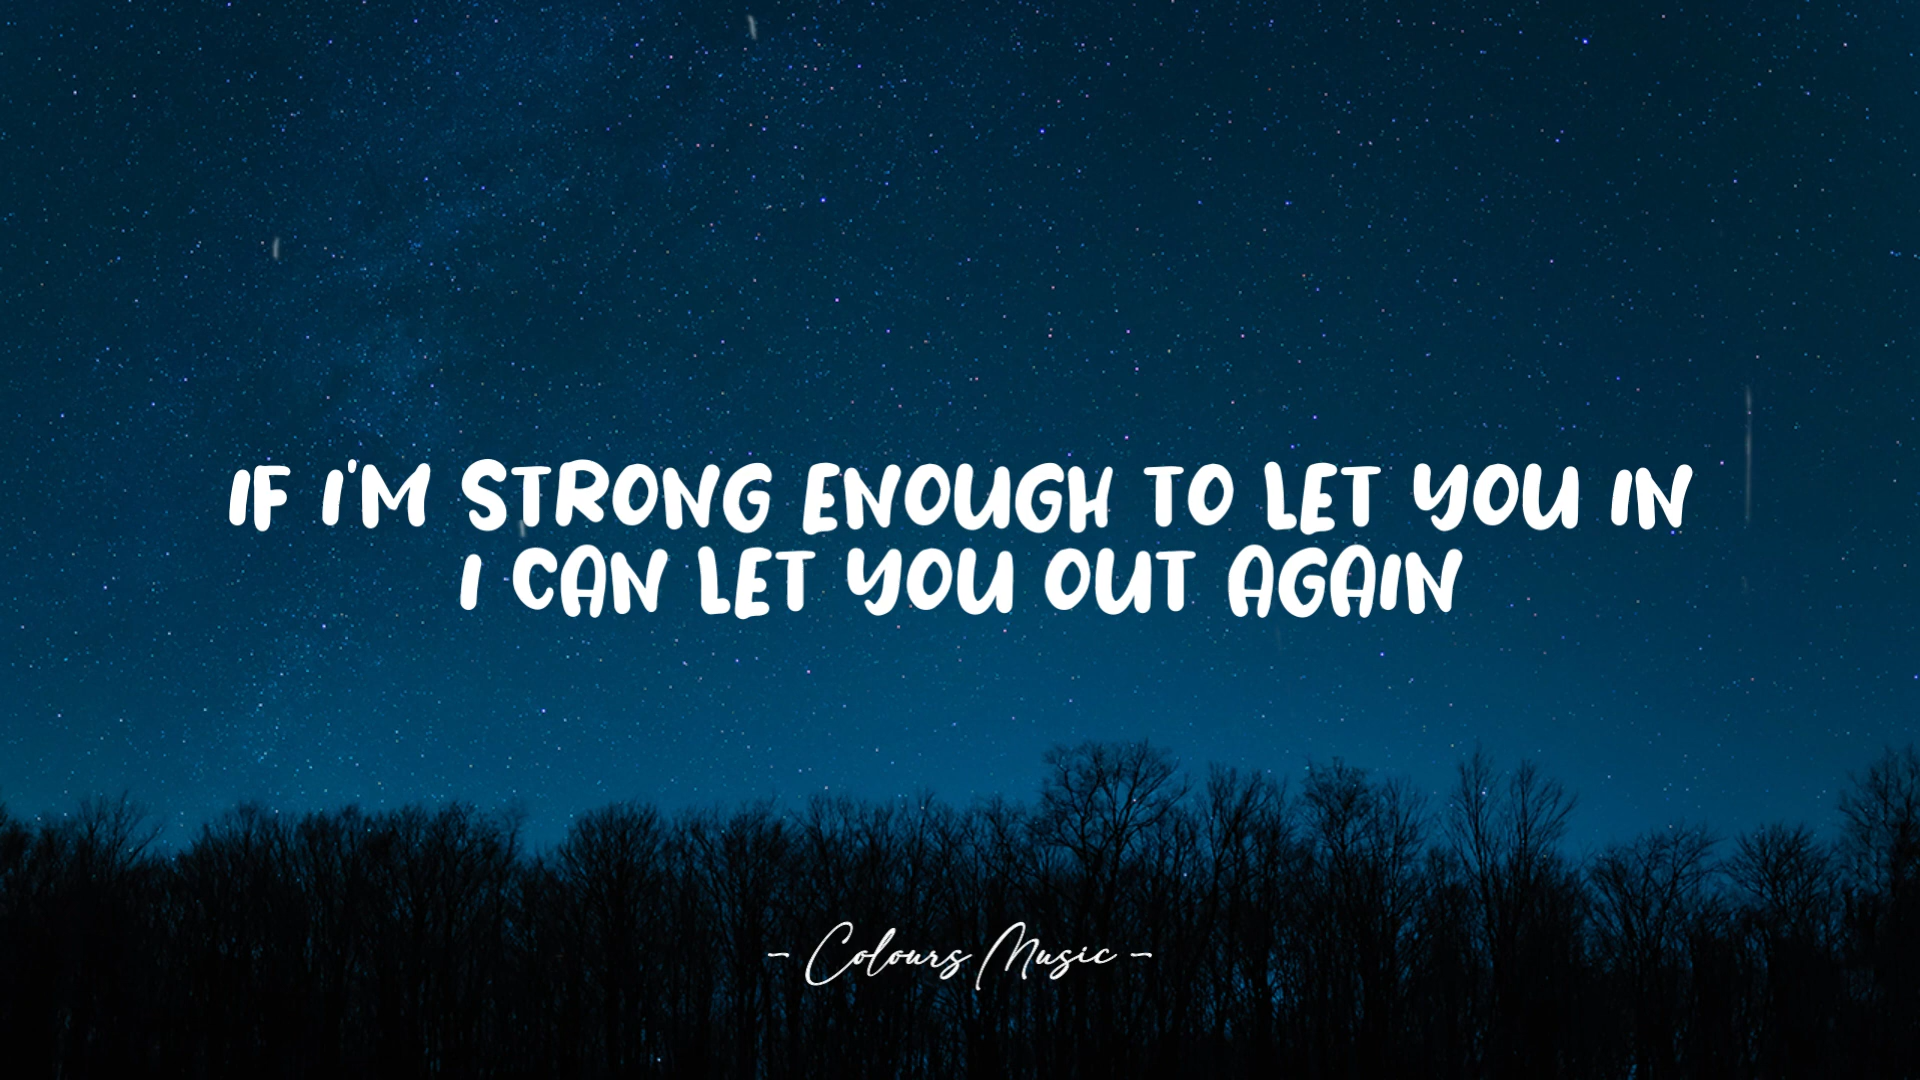 IF I'M STRONG ENOUGH TO LET YOU IN
I CAN LET YOU OUT AGAIN
- Colours Music -